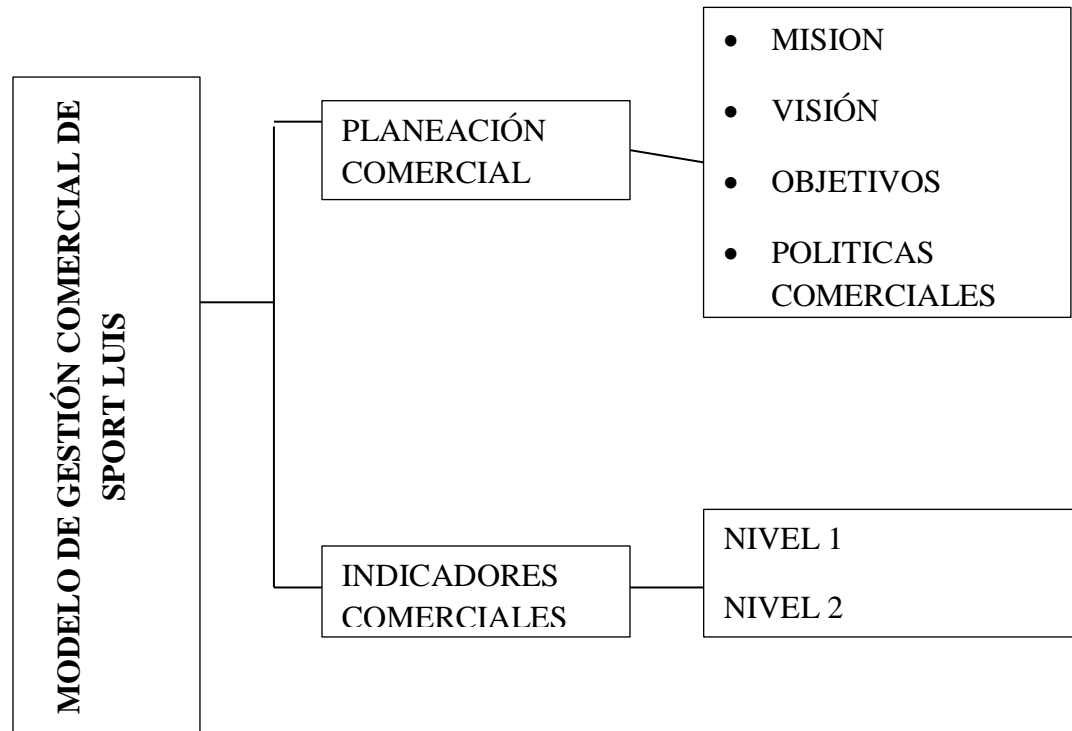 MODELO DE GESTIÓN COMERCIAL DE
SPORT LUIS
PLANEACIÓN
COMERCIAL
• MISION
• VISIÓN
• OBJETIVOS
• POLITICAS
COMERCIALES
INDICADORES
COMERCIALES
NIVEL 1
NIVEL 2